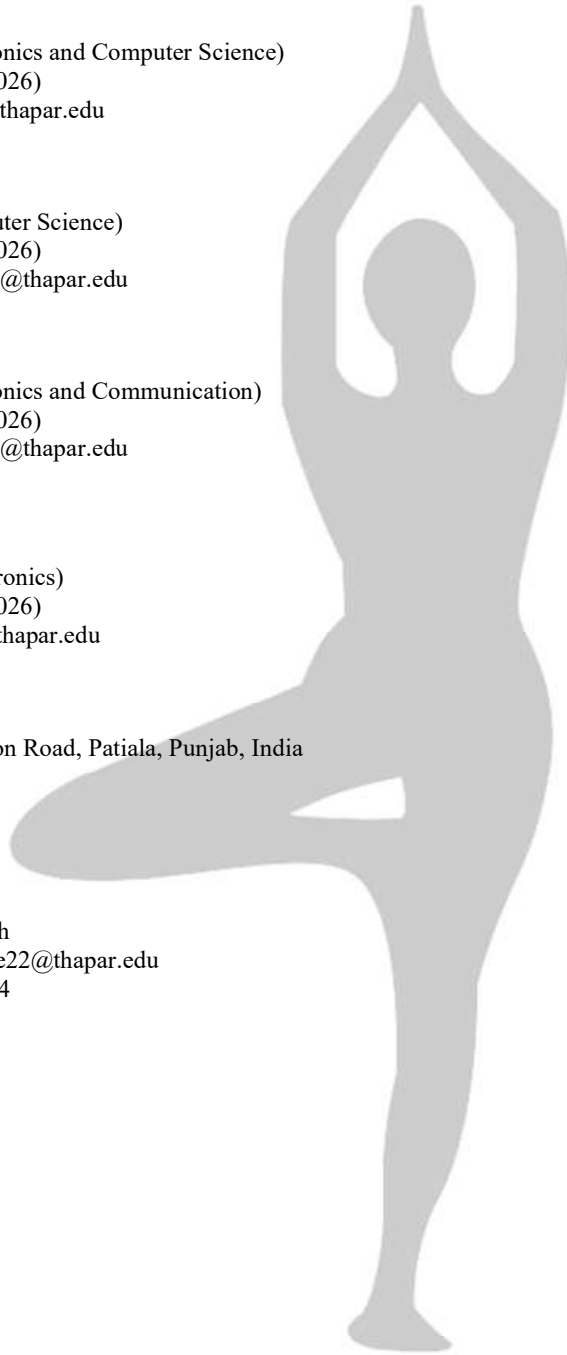 onics and Computer Science)
026)
thapar.edu
uter Science)
026)
@thapar.edu
onics and Communication)
026)
@thapar.edu
ronics)
026)
thapar.edu
on Road, Patiala, Punjab, India
h
e22@thapar.edu
4